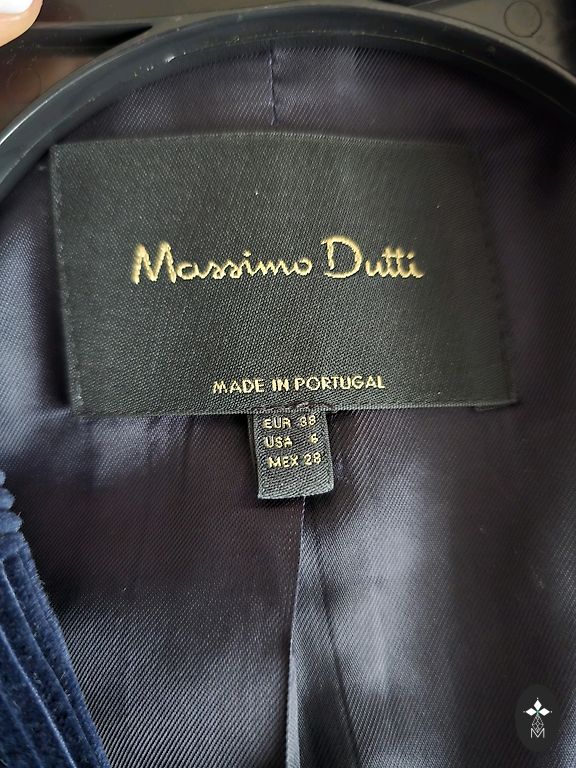 Massimo Dutti
MADE IN PORTUGAL
EUR 38
USA 6
MEX 28
M